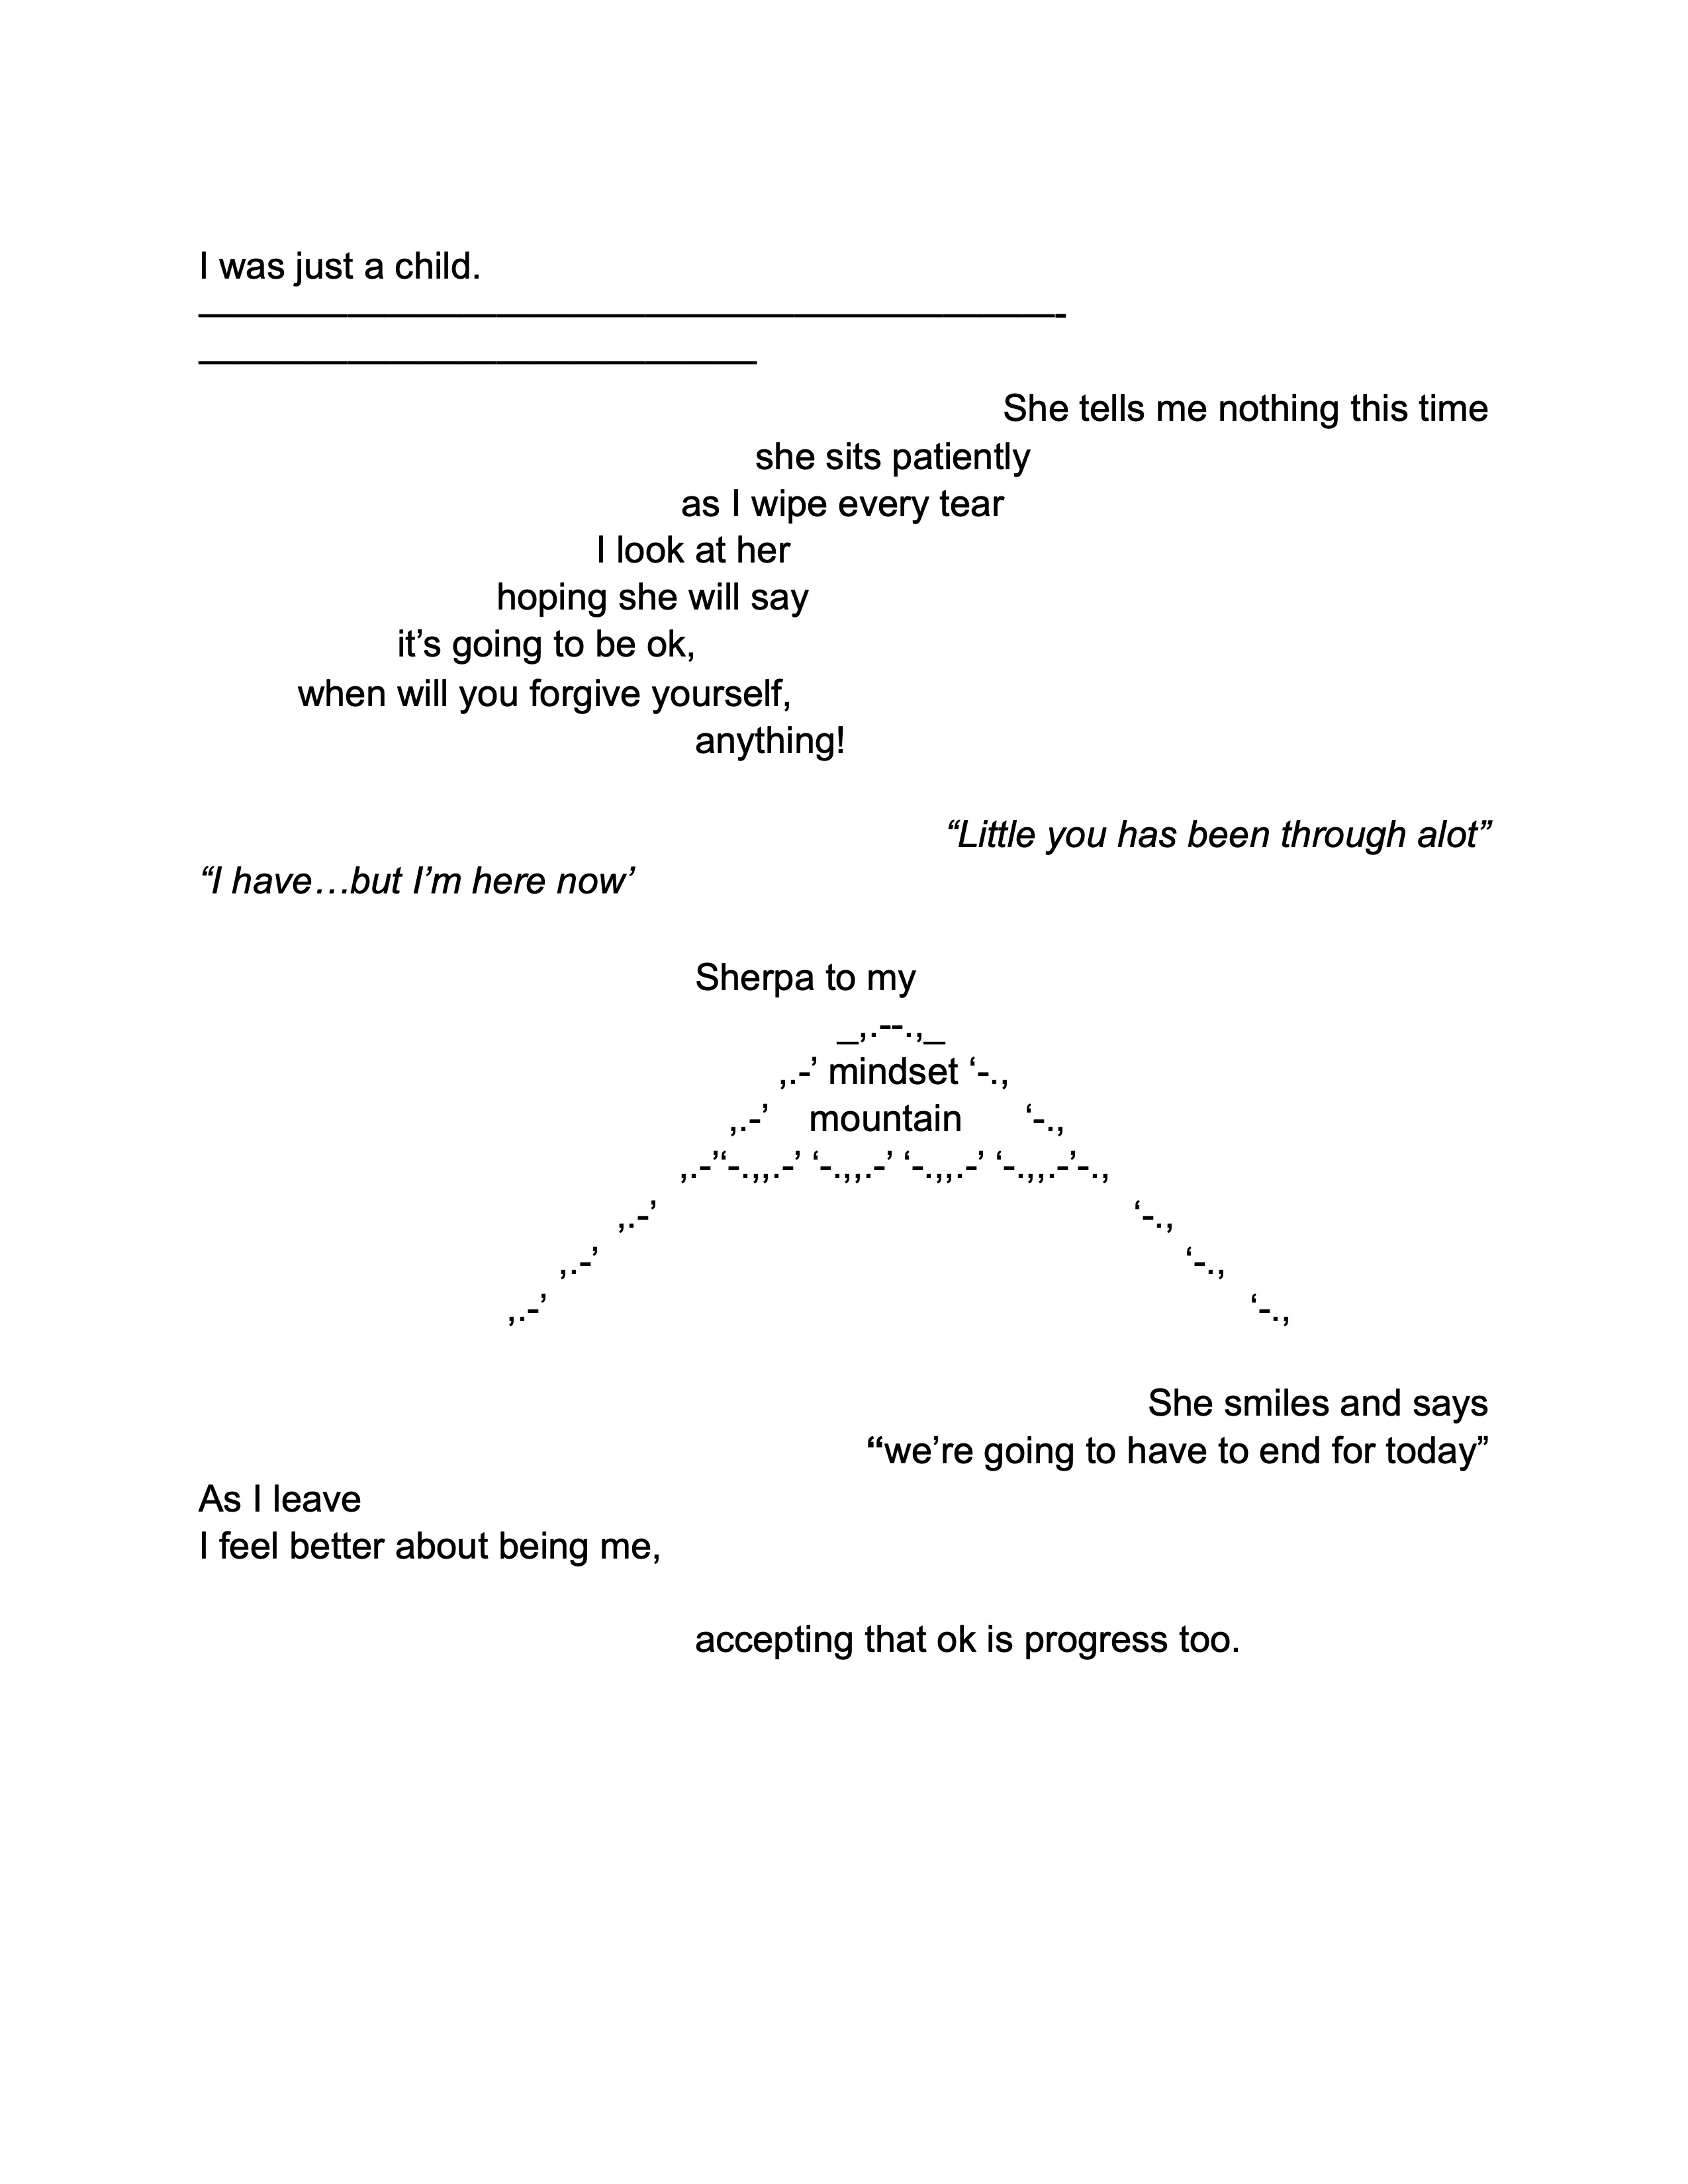 I was just a child.
———————————————————————-
———————————————
She tells me nothing this time
she sits patiently
as I wipe every tear
I look at her
hoping she will say
it’s going to be ok,
when will you forgive yourself,
anything!
“Little you has been through alot”
“I have…but I’m here now’
Sherpa to my
_,.--.,_
,.-’ mindset ‘-.,
,.-’ mountain ‘-.,
,.-’‘-.,,.-’ ‘-.,,.-’ ‘-.,,.-’ ‘-.,,.-’-.,
,.-’ ‘-.,
,.-’ ‘-.,
,.-’ ‘-.,
She smiles and says
“we’re going to have to end for today”
As I leave
I feel better about being me,
accepting that ok is progress too.